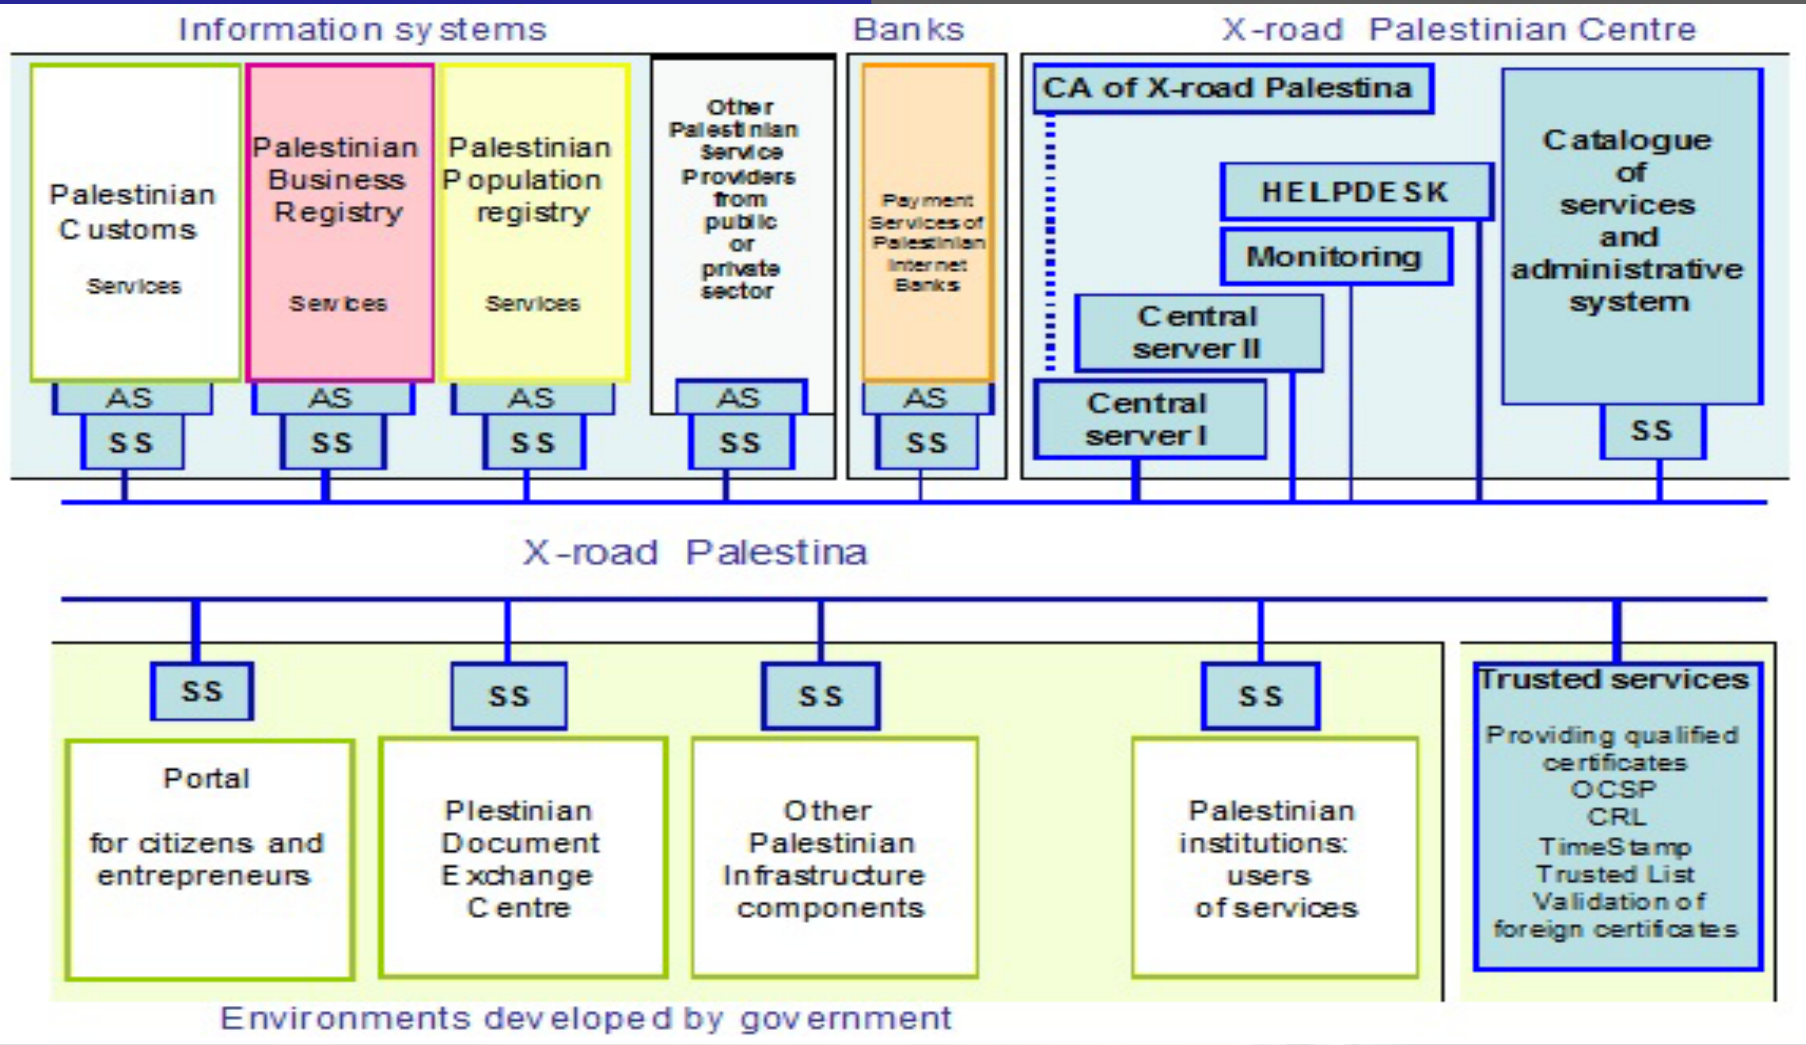 Information systems
Banks
X-road Palestinian Centre
Palestinian
Customs
Services
AS
SS
Palestinian
Business
Registry
Services
AS
SS
Palestinian
Population
registry
Services
AS
SS
Other
Palestinian
Service
Providers
from
public
or
private
sector
AS
SS
Payment
Services of
Palestinian
Internet
Banks
AS
SS
CA of X-road Palestina
HELPDESK
Monitoring
Central
server II
Central
server I
Catalogue
of
services
and
administrative
system
SS
X-road Palestina
SS
Portal
for citizens and
entrepreneurs
SS
Plestinian
Document
Exchange
Centre
SS
Other
Palestinian
Infrastructure
components
SS
Palestinian
institutions:
users
of services
Trusted services
Providing qualified
certificates
OCSP
CRL
TimeStamp
Trusted List
Validation of
foreign certificates
Environments developed by government